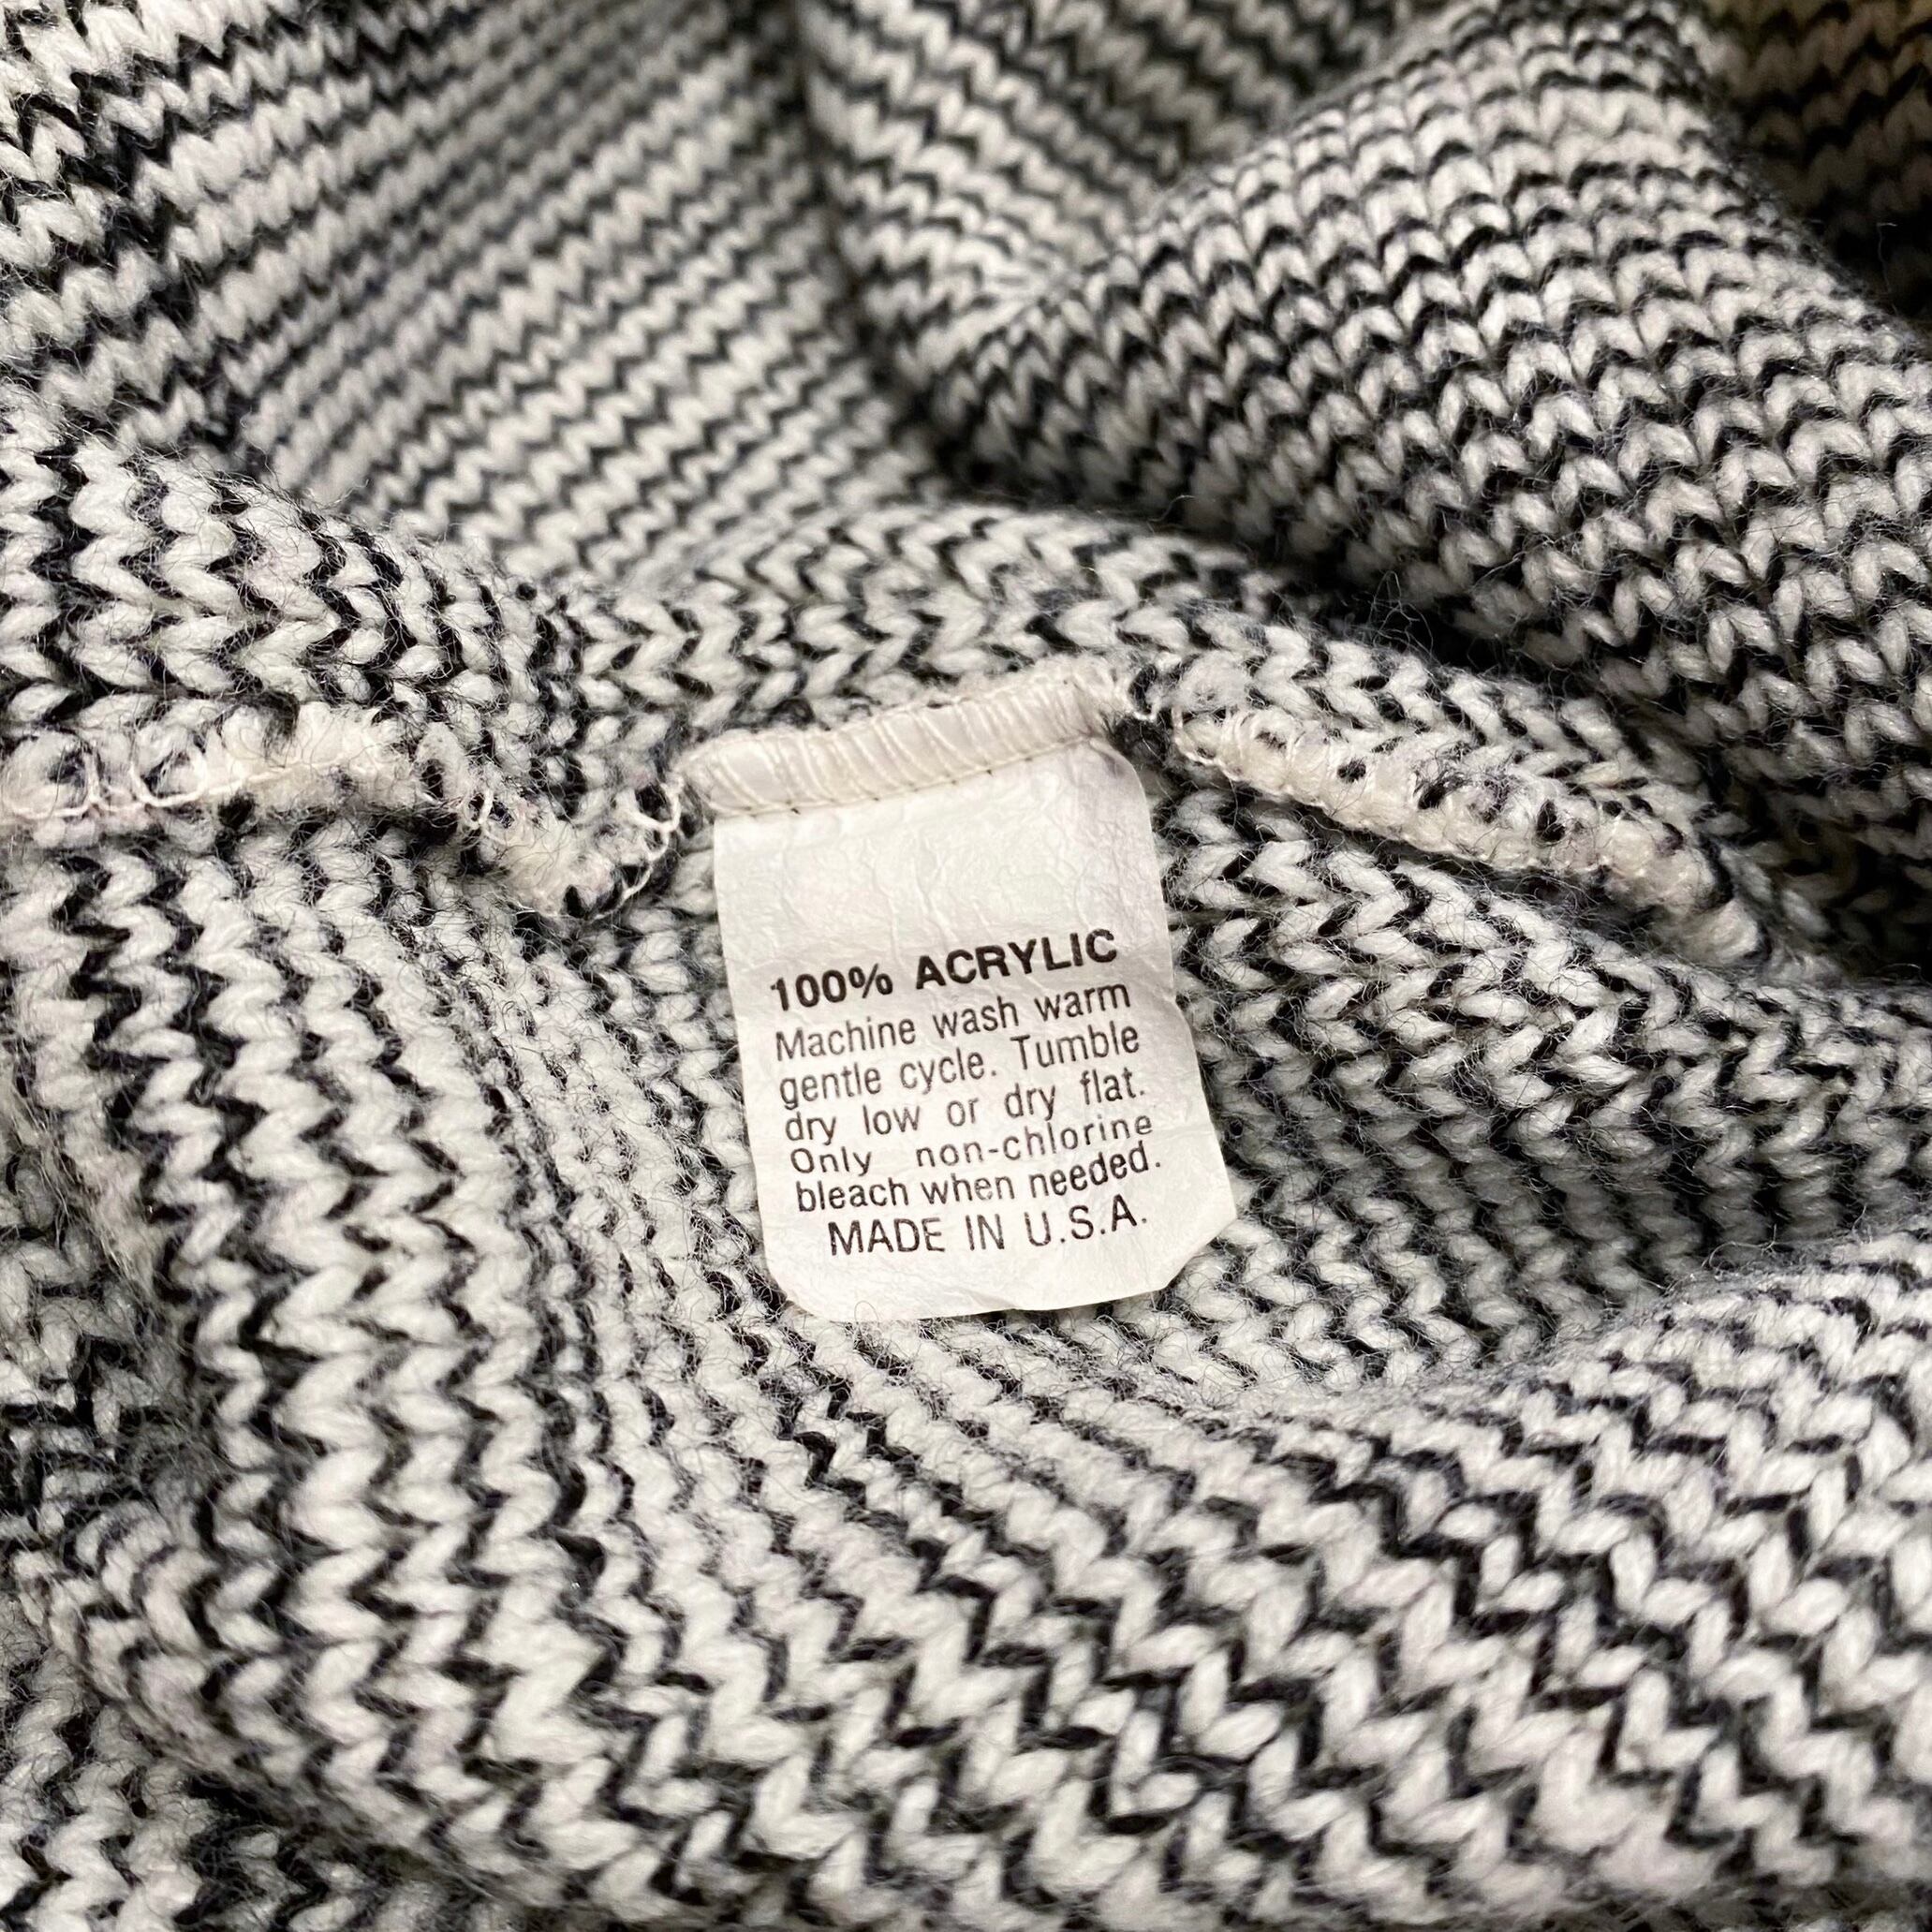 100% ACRYLIC
Machine wash warm
gentle cycle. Tumble
dry low or dry flat.
Only non-chlorine
bleach when needed.
MADE IN U.S.A.